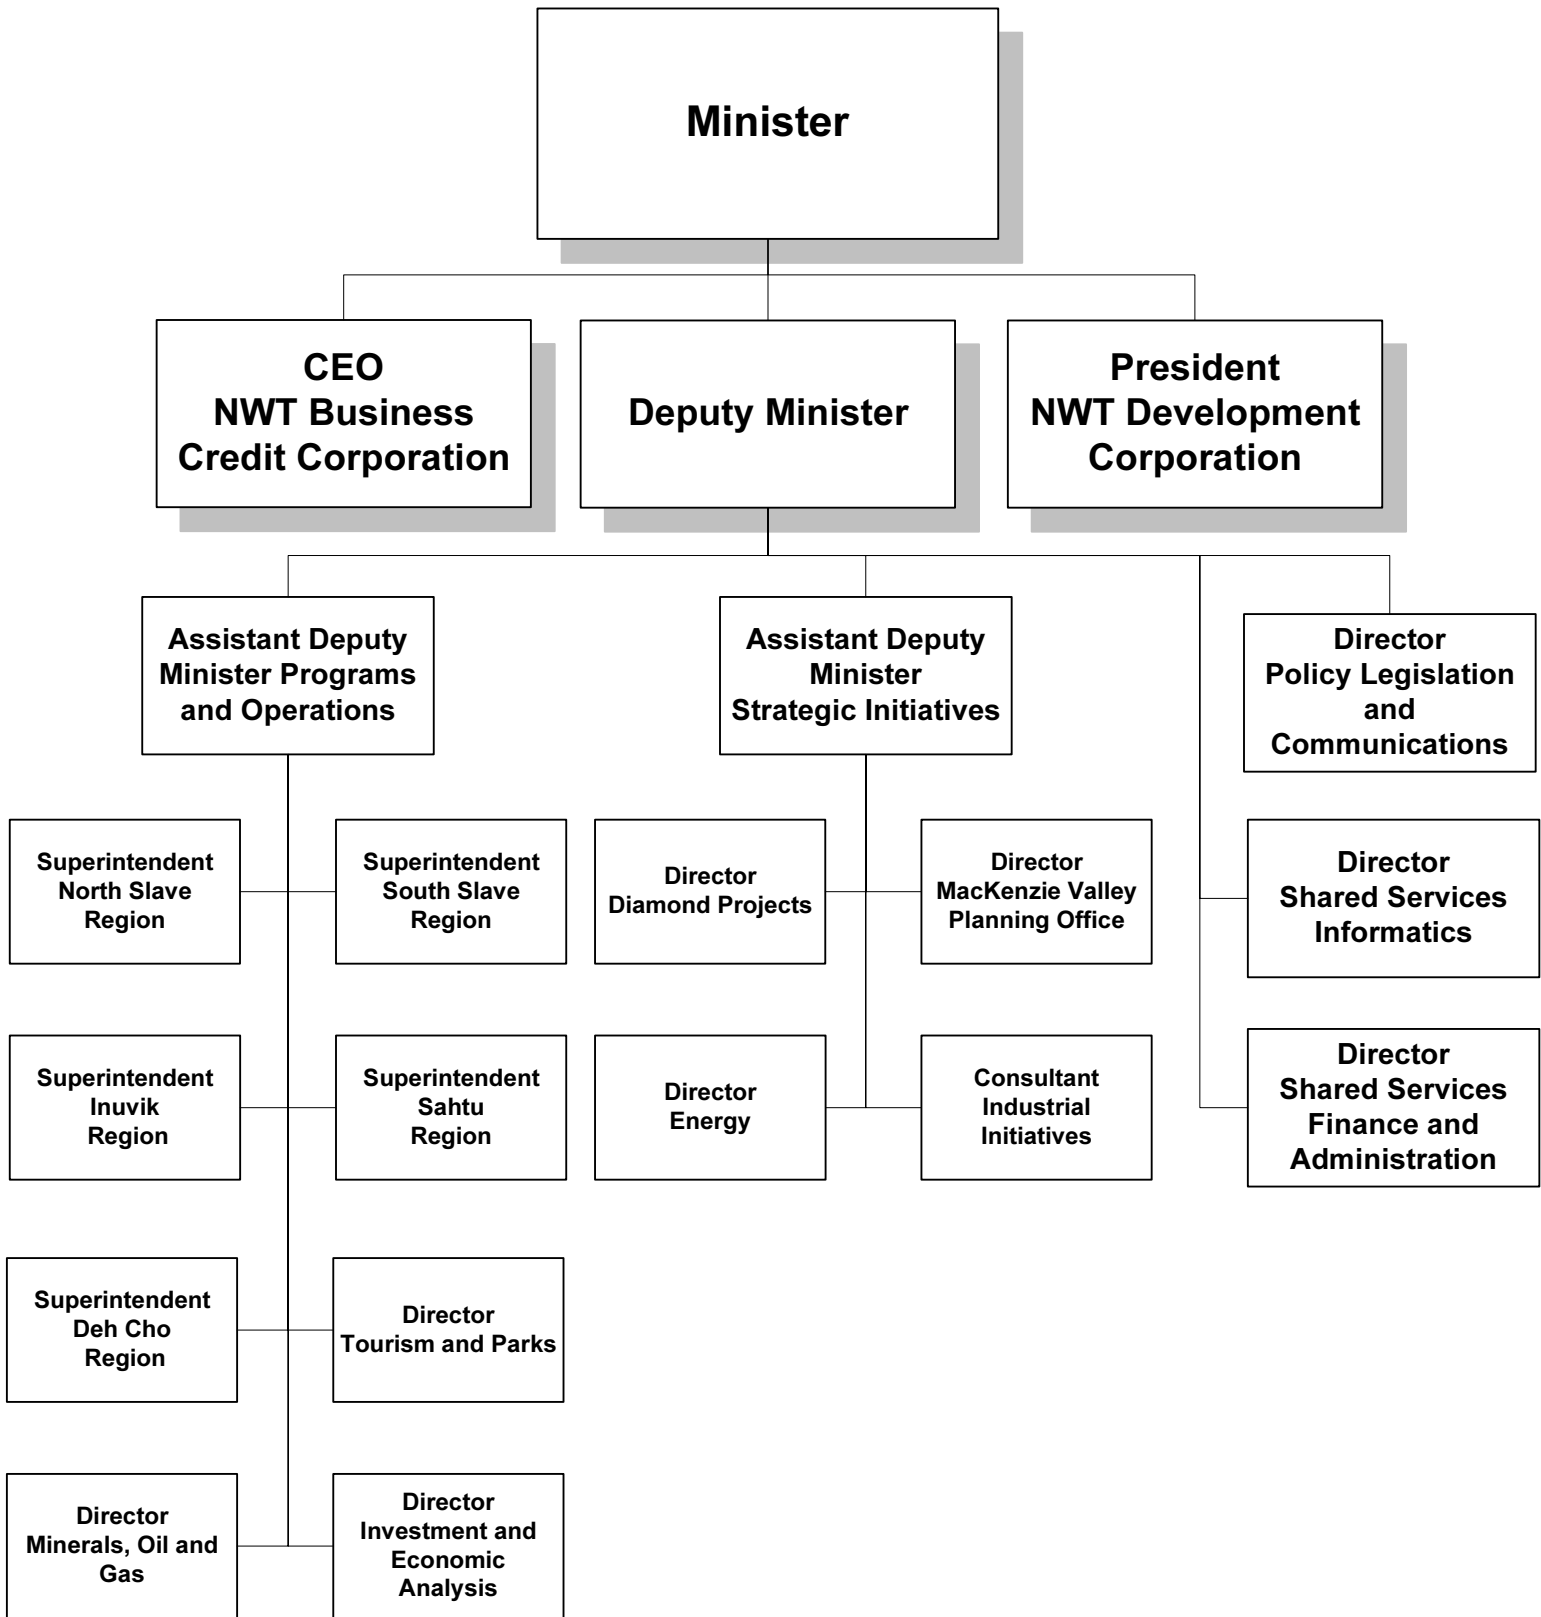 Minister
CEO
NWT Business
Credit Corporation
Deputy Minister
President
NWT Development
Corporation
Assistant Deputy
Minister Programs
and Operations
Assistant Deputy
Minister
Strategic Initiatives
Director
Policy Legislation
and
Communications
Superintendent
North Slave
Region
Superintendent
South Slave
Region
Director
Diamond Projects
Director
MacKenzie Valley
Planning Office
Director
Shared Services
Informatics
Superintendent
Inuvik
Region
Superintendent
Sahtu
Region
Director
Energy
Consultant
Industrial
Initiatives
Director
Shared Services
Finance and
Administration
Superintendent
Deh Cho
Region
Director
Tourism and Parks
Director
Minerals, Oil and
Gas
Director
Investment and
Economic
Analysis